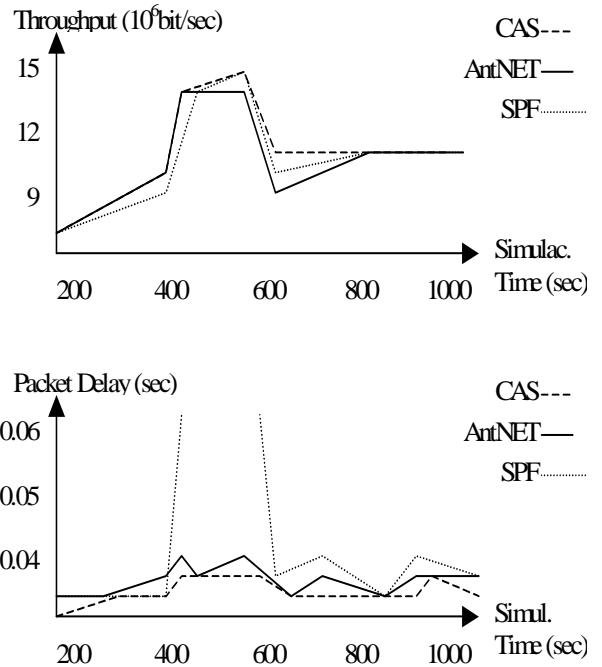 Throughput (10⁶bit/sec)
CAS
AntNET
SPF
15
12
9
Simulac.
Time (sec)
200 400 600 800 1000
Packet Delay (sec)
CAS
AntNET
SPF
0.06
0.05
0.04
Simul.
Time (sec)
200 400 600 800 1000